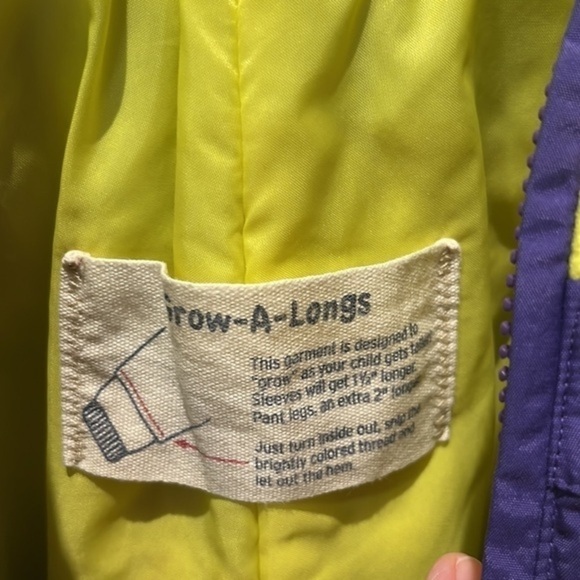 Grow-A-Longs
This garment is designed to
"grow" as your child gets taller.
Sleeves will get 1½" longer.
Pant legs, an extra 2" longer.
Just turn inside out, snip the
brightly colored thread and
let out the hem.